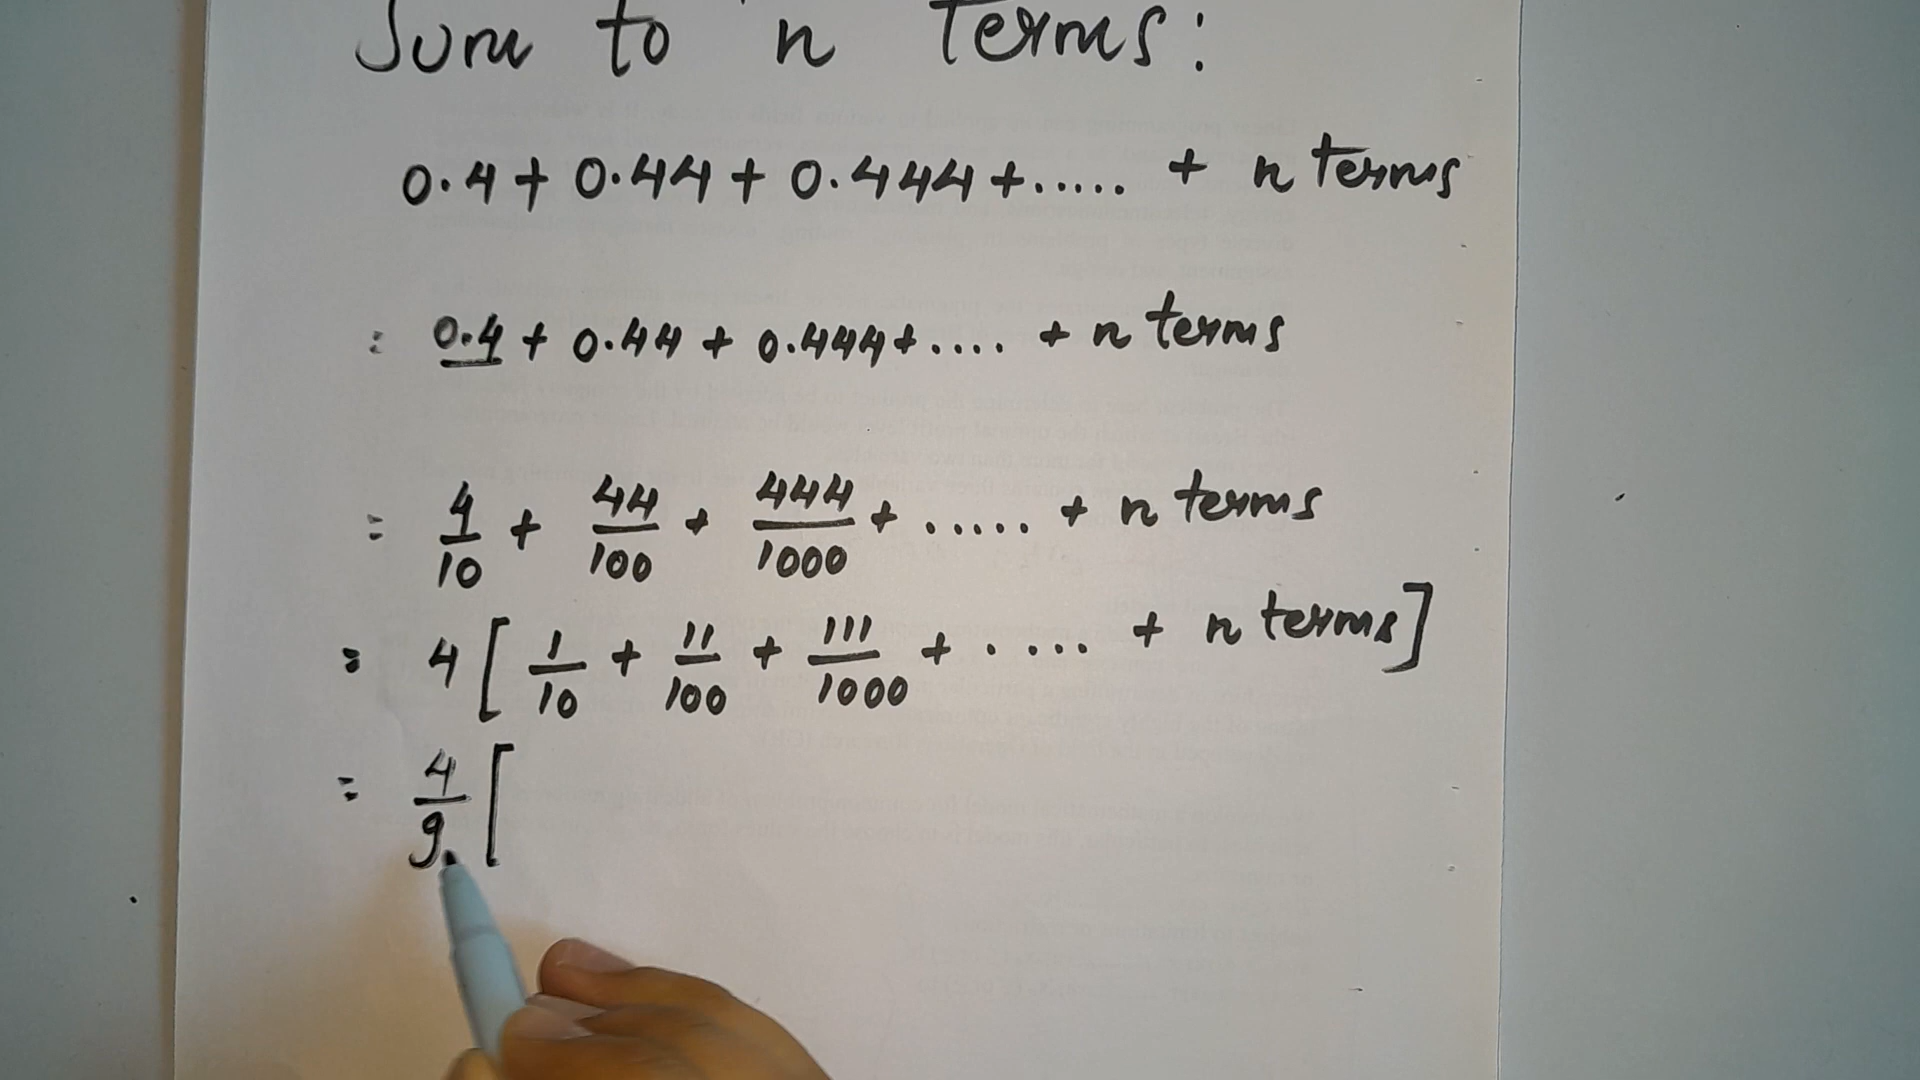 Sum to n Terms:
0.4 + 0.44 + 0.444 + ..... + n terms
= 0.4 + 0.44 + 0.444 + .... + n terms
= 4/10 + 44/100 + 444/1000 + ..... + n terms
= 4 [ 1/10 + 11/100 + 111/1000 + ..... + n terms ]
= 4/9 [